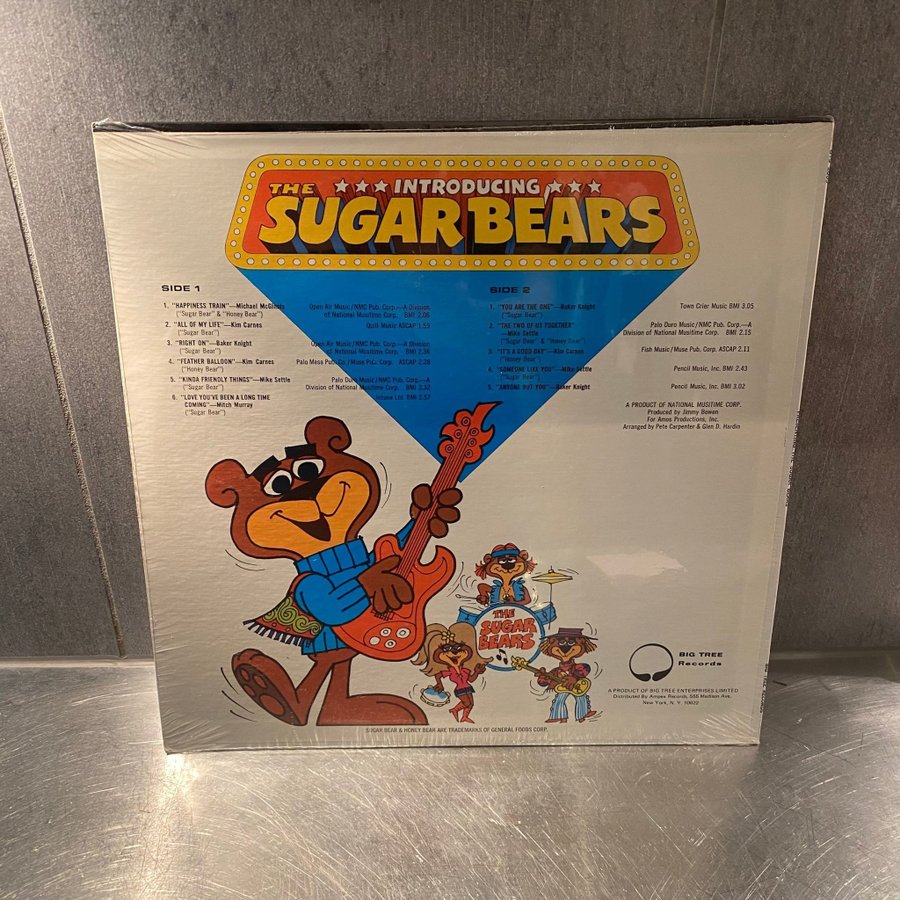 ★★★ INTRODUCING ★★★
THE
SUGAR BEARS
SIDE 1
1. "HAPPINESS TRAIN"—Michael McGinnis
("Sugar Bear" & "Honey Bear")
Open Air Music/NMC Pub. Corp.—A Division
of National Musitime Corp. BMI 2.06
2. "ALL OF MY LIFE"—Kim Carnes
("Sugar Bear")
Quill Music ASCAP 1.59
3. "RIGHT ON"—Baker Knight
("Sugar Bear")
Open Air Music/NMC Pub. Corp.—A Division
of National Musitime Corp. BMI 2.36
4. "FEATHER BALLOON"—Kim Carnes
("Honey Bear")
Palo Mesa Pub. Co./Muse Pub. Corp. ASCAP 2.28
5. "KINDA FRIENDLY THINGS"—Mike Settle
("Sugar Bear")
Palo Duro Music/NMC Pub. Corp.—A
Division of National Musitime Corp. BMI 2.32
6. "LOVE YOU'VE BEEN A LONG TIME
COMING"—Mitch Murray
("Sugar Bear")
Ltd. BMI 2.57
SIDE 2
1. "YOU ARE THE ONE"—Baker Knight
("Sugar Bear")
Town Crier Music BMI 3.05
2. "THE TWO OF US TOGETHER"
—Mike Settle
("Sugar Bear" & "Honey Bear")
Palo Duro Music/NMC Pub. Corp.—A
Division of National Musitime Corp. BMI 2.15
3. "IT'S A GOOD DAY"—Kim Carnes
("Honey Bear")
Fish Music/Muse Pub. Corp. ASCAP 2.11
4. "SOMEONE LIKE YOU"—Mike Settle
("Sugar Bear")
Pencil Music, Inc. BMI 2.43
5. "ANYONE BUT YOU"—Baker Knight
Pencil Music, Inc. BMI 3.02
A PRODUCT OF NATIONAL MUSITIME CORP.
Produced by Jimmy Bowen
For Amos Productions, Inc.
Arranged by Pete Carpenter & Glen D. Hardin
THE
SUGAR
BEARS
BIG TREE
Records
A PRODUCT OF BIG TREE ENTERPRISES LIMITED
Distributed By Ampex Records, 555 Madison Ave,
New York, N. Y. 10022
SUGAR BEAR & HONEY BEAR ARE TRADEMARKS OF GENERAL FOODS CORP.